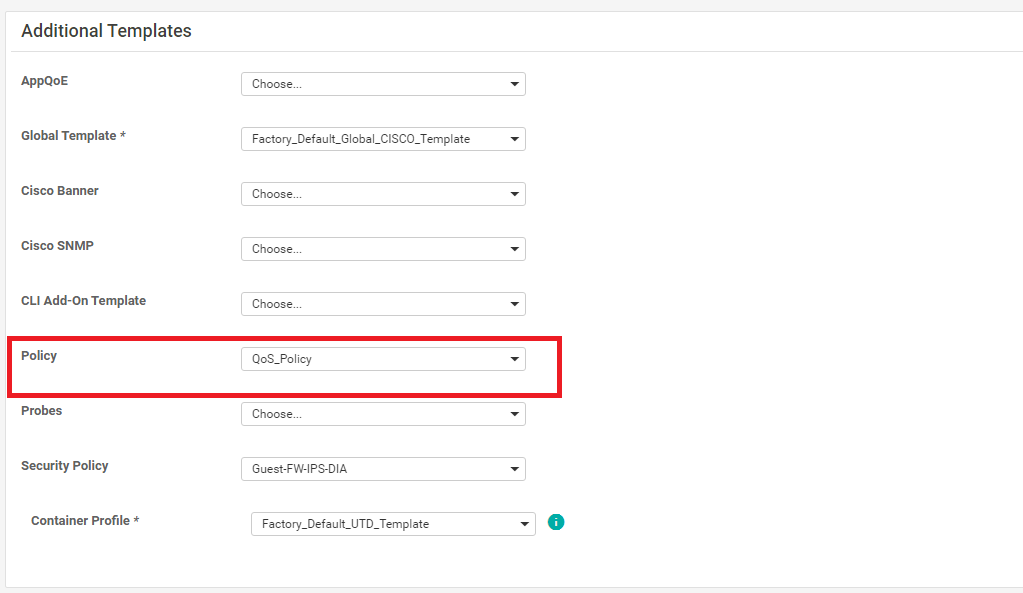 Additional Templates
AppQoE
Choose...
Global Template *
Factory_Default_Global_CISCO_Template
Cisco Banner
Choose...
Cisco SNMP
Choose...
CLI Add-On Template
Choose...
Policy
QoS_Policy
Probes
Choose...
Security Policy
Guest-FW-IPS-DIA
Container Profile *
Factory_Default_UTD_Template
i